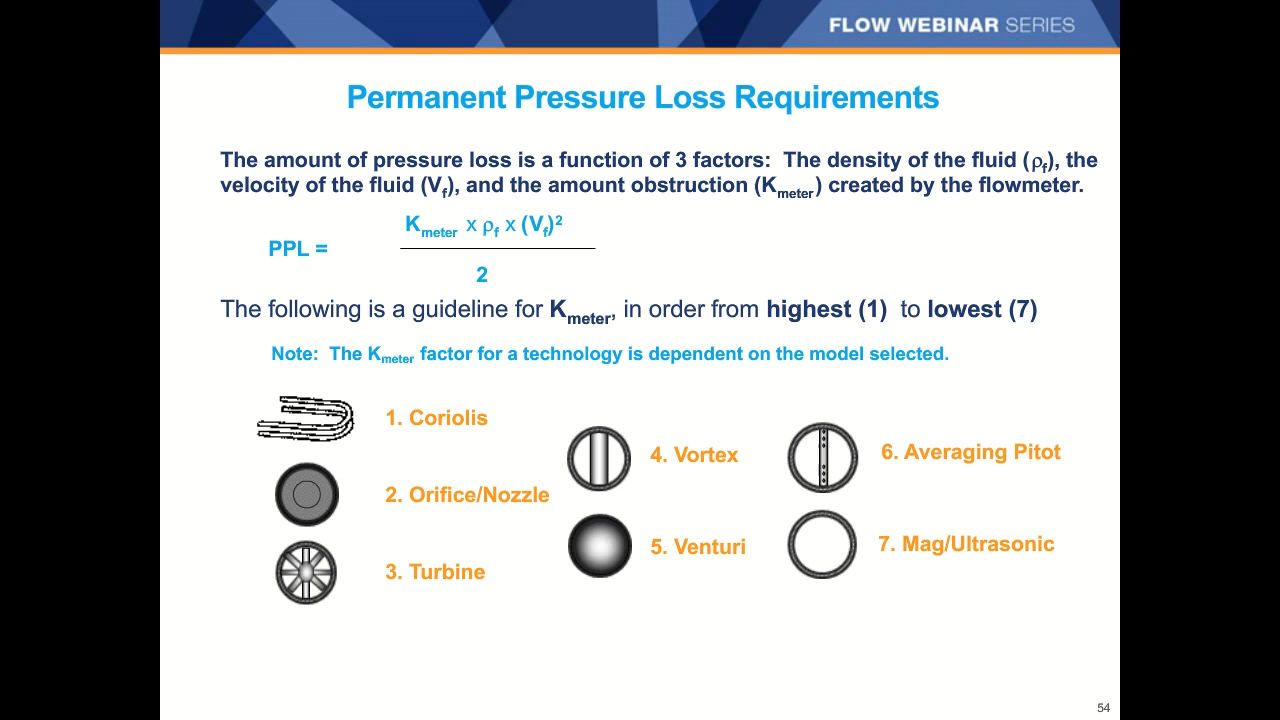 FLOW WEBINAR SERIES
Permanent Pressure Loss Requirements
The amount of pressure loss is a function of 3 factors:  The density of the fluid (ρf), the
velocity of the fluid (Vf), and the amount obstruction (Kmeter) created by the flowmeter.
Kmeter x ρf x (Vf)²
PPL =
2
The following is a guideline for Kmeter, in order from highest (1)  to lowest (7)
Note:  The Kmeter factor for a technology is dependent on the model selected.
1. Coriolis
2. Orifice/Nozzle
3. Turbine
4. Vortex
5. Venturi
6. Averaging Pitot
7. Mag/Ultrasonic
54